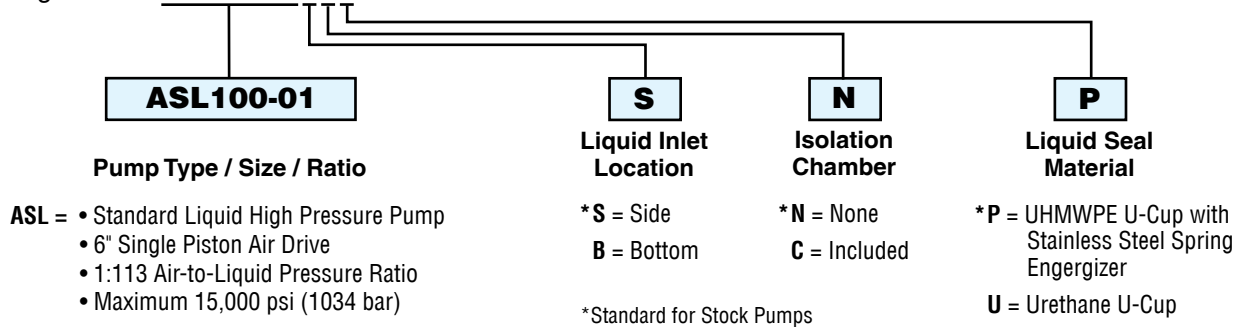 ASL100-01
S
N
P
Pump Type / Size / Ratio
Liquid Inlet
Location
Isolation
Chamber
Liquid Seal
Material
ASL = • Standard Liquid High Pressure Pump
• 6" Single Piston Air Drive
• 1:113 Air-to-Liquid Pressure Ratio
• Maximum 15,000 psi (1034 bar)
*S = Side
B = Bottom
*N = None
C = Included
*P = UHMWPE U-Cup with
Stainless Steel Spring
Engergizer
U = Urethane U-Cup
*Standard for Stock Pumps